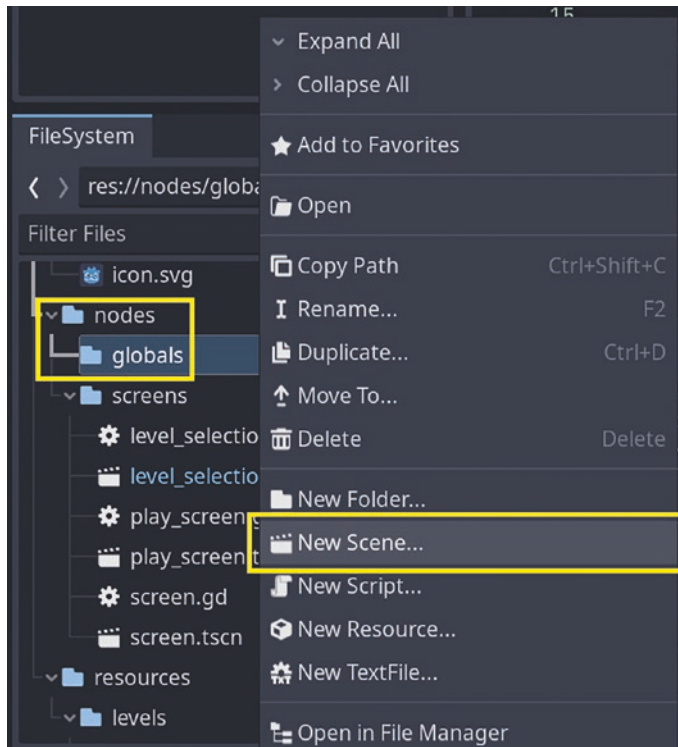 15
Expand All
Collapse All
Add to Favorites
Open
Copy Path Ctrl+Shift+C
Rename... F2
Duplicate... Ctrl+D
Move To...
Delete Delete
New Folder...
New Scene...
New Script...
New Resource...
New TextFile...
Open in File Manager
FileSystem
res://nodes/globa
Filter Files
icon.svg
nodes
globals
screens
level_selectio
level_selectio
play_screen
play_screen
screen.gd
screen.tscn
resources
levels